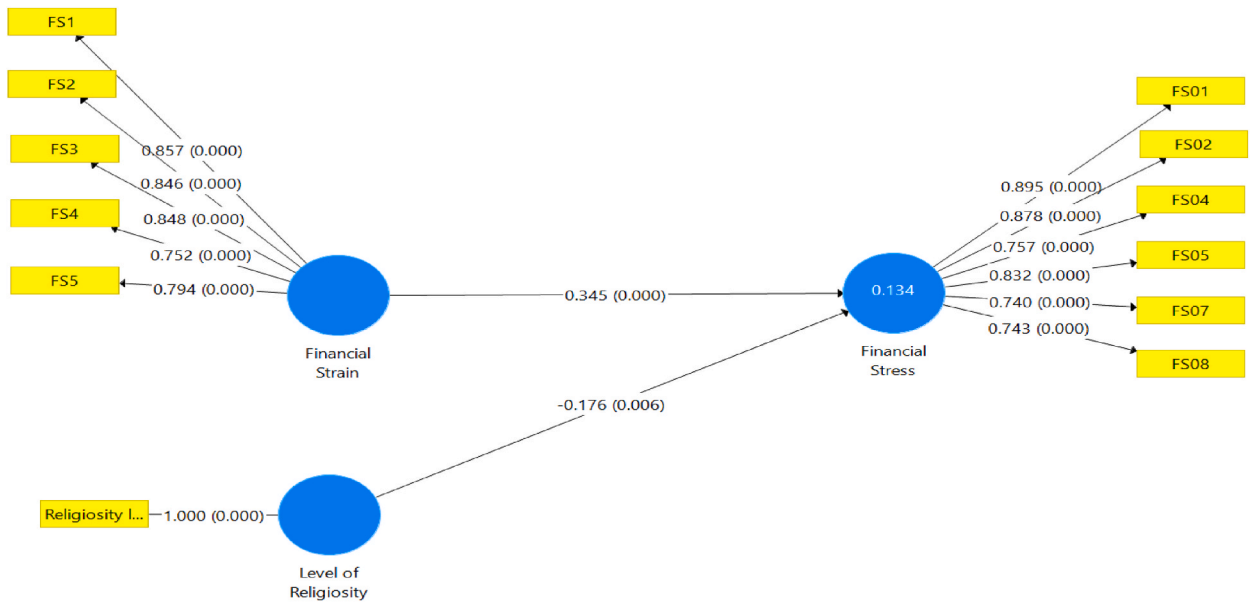 FS1
FS2
FS3
FS4
FS5
0.857 (0.000)
0.846 (0.000)
0.848 (0.000)
0.752 (0.000)
0.794 (0.000)
Financial
Strain
0.345 (0.000)
-0.176 (0.006)
Religiosity l...
1.000 (0.000)
Level of
Religiosity
0.134
Financial
Stress
0.895 (0.000)
0.878 (0.000)
0.757 (0.000)
0.832 (0.000)
0.740 (0.000)
0.743 (0.000)
FS01
FS02
FS04
FS05
FS07
FS08